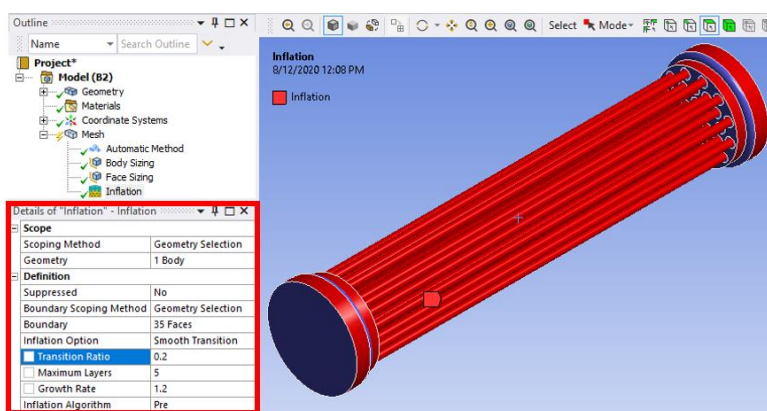 Outline
Name
Search Outline
Project*
Model (B2)
Geometry
Materials
Coordinate Systems
Mesh
Automatic Method
Body Sizing
Face Sizing
Inflation
Details of "Inflation" - Inflation
Scope
Scoping Method Geometry Selection
Geometry 1 Body
Definition
Suppressed No
Boundary Scoping Method Geometry Selection
Boundary 35 Faces
Inflation Option Smooth Transition
Transition Ratio 0.2
Maximum Layers 5
Growth Rate 1.2
Inflation Algorithm Pre
Select Mode
Inflation
8/12/2020 12:08 PM
Inflation